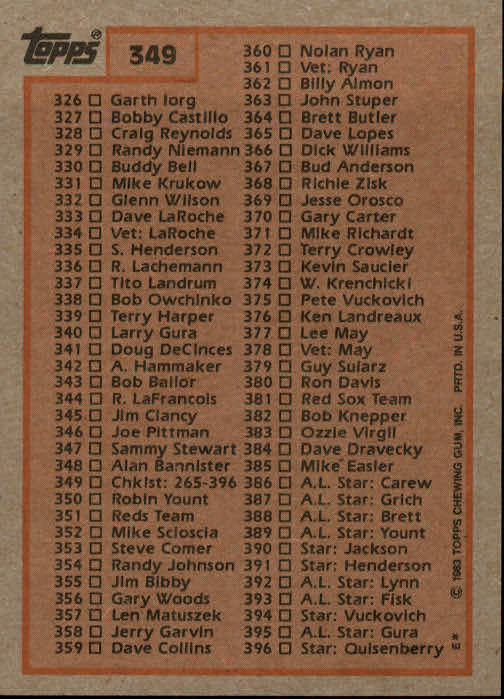 Topps®
349
326 □ Garth Iorg
327 □ Bobby Castillo
328 □ Craig Reynolds
329 □ Randy Niemann
330 □ Buddy Bell
331 □ Mike Krukow
332 □ Glenn Wilson
333 □ Dave LaRoche
334 □ Vet: LaRoche
335 □ S. Henderson
336 □ R. Lachemann
337 □ Tito Landrum
338 □ Bob Owchinko
339 □ Terry Harper
340 □ Larry Gura
341 □ Doug DeCinces
342 □ A. Hammaker
343 □ Bob Bailor
344 □ R. LaFrancois
345 □ Jim Clancy
346 □ Joe Pittman
347 □ Sammy Stewart
348 □ Alan Bannister
349 □ Chklst: 265-396
350 □ Robin Yount
351 □ Reds Team
352 □ Mike Scioscia
353 □ Steve Comer
354 □ Randy Johnson
355 □ Jim Bibby
356 □ Gary Woods
357 □ Len Matuszek
358 □ Jerry Garvin
359 □ Dave Collins
360 □ Nolan Ryan
361 □ Vet: Ryan
362 □ Billy Almon
363 □ John Stuper
364 □ Brett Butler
365 □ Dave Lopes
366 □ Dick Williams
367 □ Bud Anderson
368 □ Richie Zisk
369 □ Jesse Orosco
370 □ Gary Carter
371 □ Mike Richardt
372 □ Terry Crowley
373 □ Kevin Saucier
374 □ W. Krenchicki
375 □ Pete Vuckovich
376 □ Ken Landreaux
377 □ Lee May
378 □ Vet: May
379 □ Guy Sularz
380 □ Ron Davis
381 □ Red Sox Team
382 □ Bob Knepper
383 □ Ozzie Virgil
384 □ Dave Dravecky
385 □ Mike Easler
386 □ A.L. Star: Carew
387 □ A.L. Star: Grich
388 □ A.L. Star: Brett
389 □ A.L. Star: Yount
390 □ Star: Jackson
391 □ Star: Henderson
392 □ A.L. Star: Lynn
393 □ A.L. Star: Fisk
394 □ Star: Vuckovich
395 □ A.L. Star: Gura
396 □ Star: Quisenberry
© 1983 TOPPS CHEWING GUM, INC. PRTD. IN U.S.A.
E*